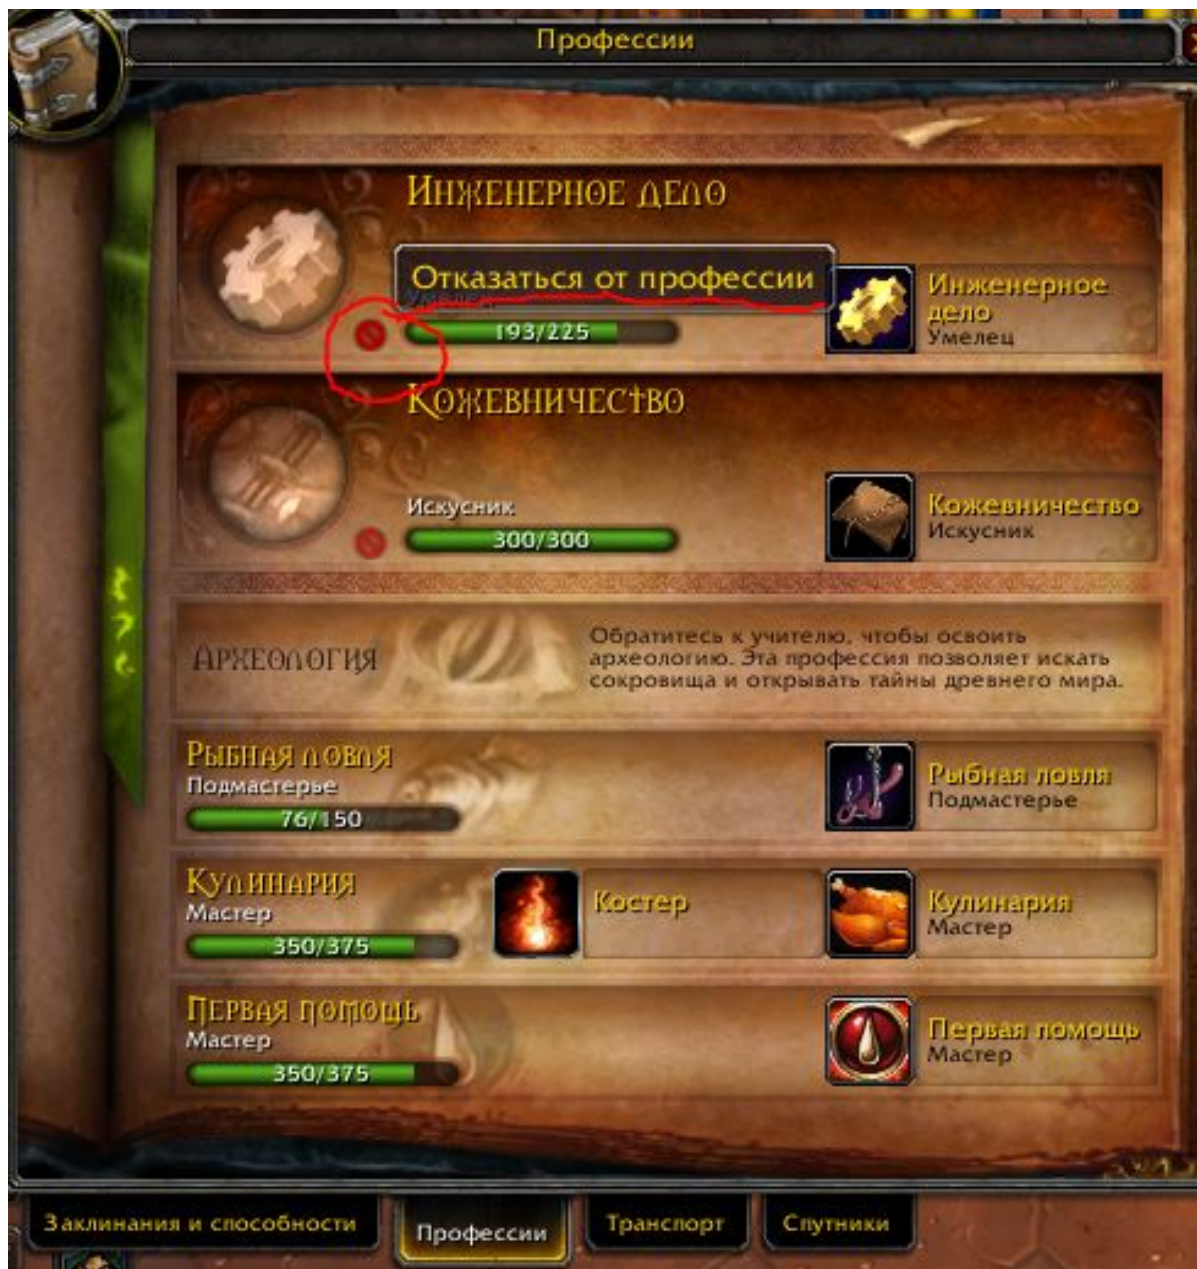 Профессии
Инженерное дело
Отказаться от профессии
Умелец
193/225
Инженерное
дело
Умелец
Кожевничество
Искусник
300/300
Кожевничество
Искусник
Археология
Обратитесь к учителю, чтобы освоить
археологию. Эта профессия позволяет искать
сокровища и открывать тайны древнего мира.
Рыбная ловля
Подмастерье
76/150
Рыбная ловля
Подмастерье
Кулинария
Мастер
350/375
Костер
Кулинария
Мастер
Первая помощь
Мастер
350/375
Первая помощь
Мастер
Заклинания и способности
Профессии
Транспорт
Спутники